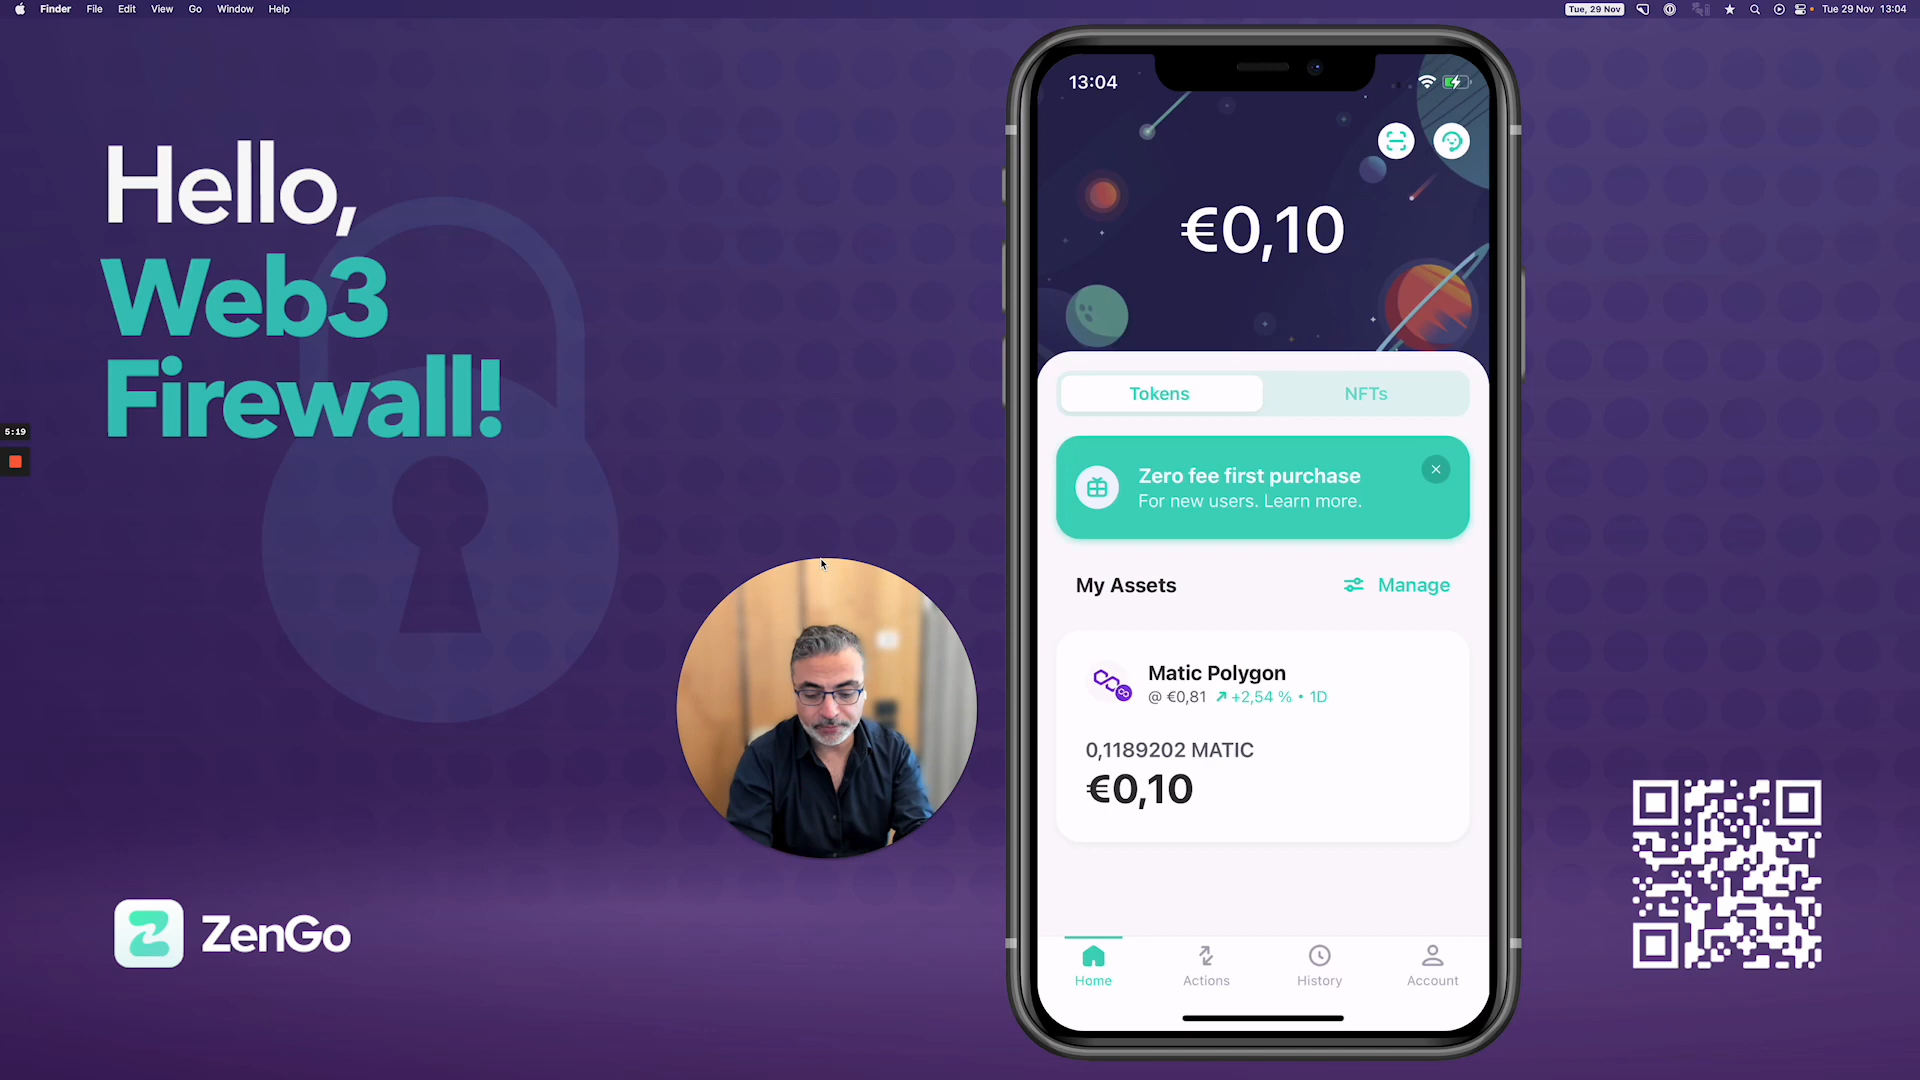 Finder File Edit View Go Window Help
Tue, 29 Nov
Tue 29 Nov 13:04
Hello,
Web3
Firewall!
5:19
ZenGo
13:04
€0,10
Tokens NFTs
Zero fee first purchase
For new users. Learn more.
My Assets Manage
Matic Polygon
@ €0,81 +2,54 % • 1D
0,1189202 MATIC
€0,10
Home Actions History Account